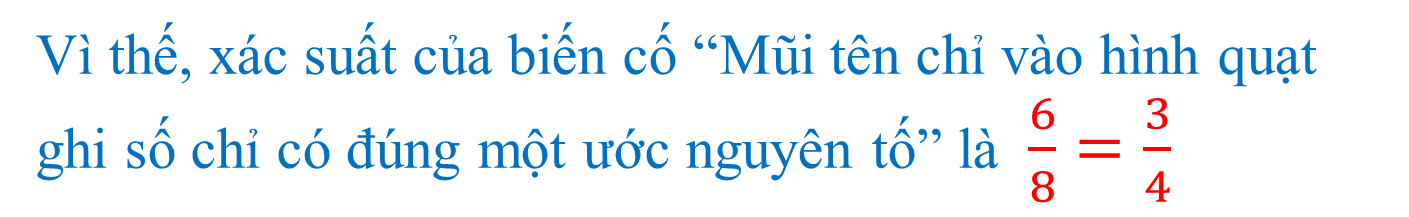 Vì thế, xác suất của biến cố “Mũi tên chỉ vào hình quạt
ghi số chỉ có đúng một ước nguyên tố” là 6/8 = 3/4